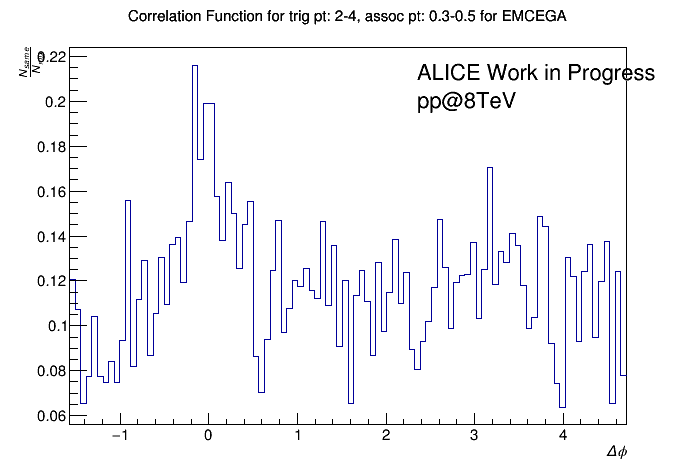 Correlation Function for trig pt: 2-4, assoc pt: 0.3-0.5 for EMCEGA
ALICE Work in Progress
pp@8TeV
N_same
N
0.22
0.2
0.18
0.16
0.14
0.12
0.1
0.08
0.06
−1 0 1 2 3 4
Δϕ